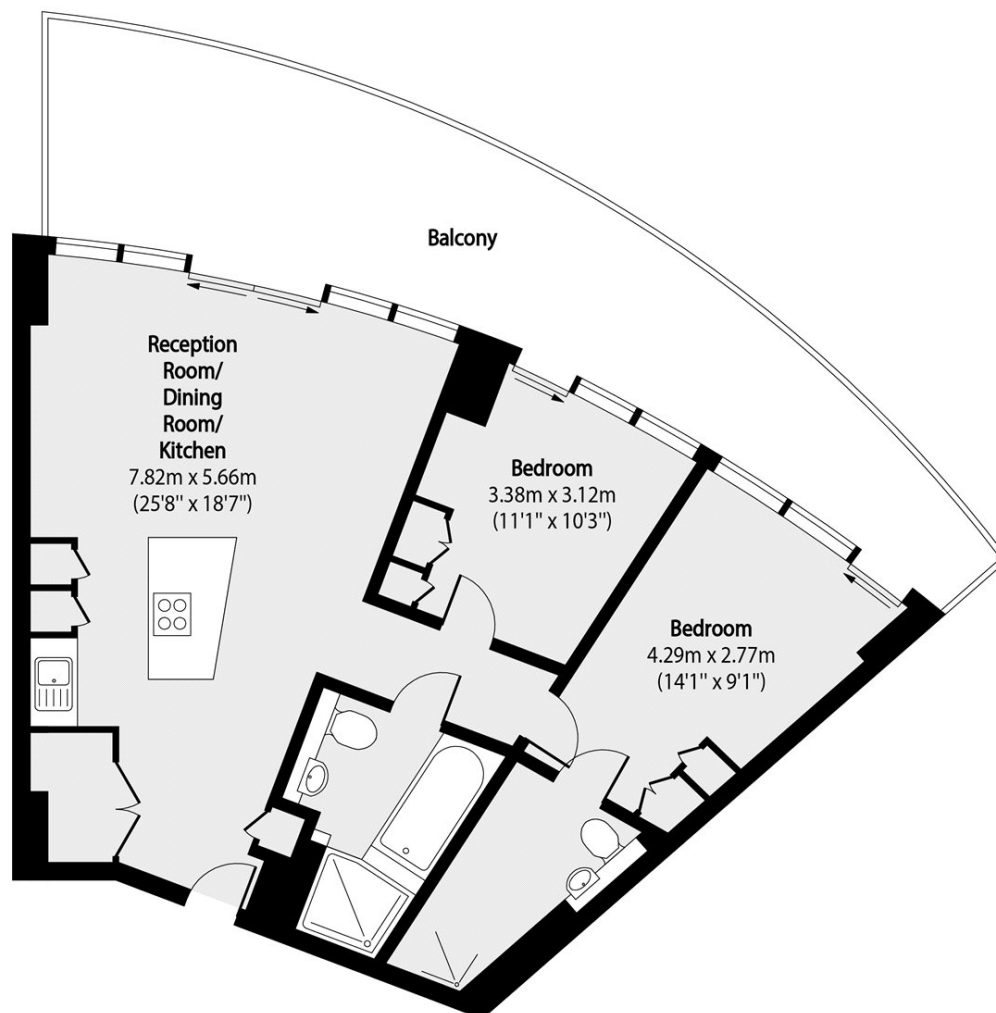 Balcony
Reception
Room/
Dining
Room/
Kitchen
7.82m x 5.66m
(25'8" x 18'7")
Bedroom
3.38m x 3.12m
(11'1" x 10'3")
Bedroom
4.29m x 2.77m
(14'1" x 9'1")